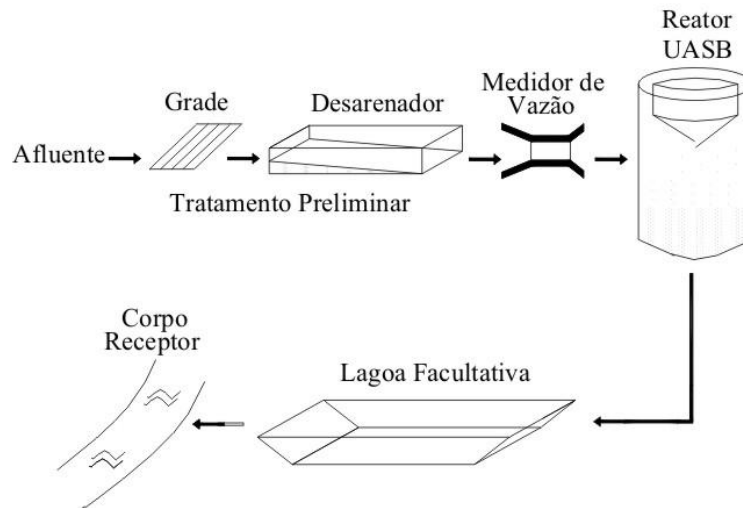 Reator
UASB
Medidor de
Vazão
Grade
Desarenador
Afluente
Tratamento Preliminar
Corpo
Receptor
Lagoa Facultativa